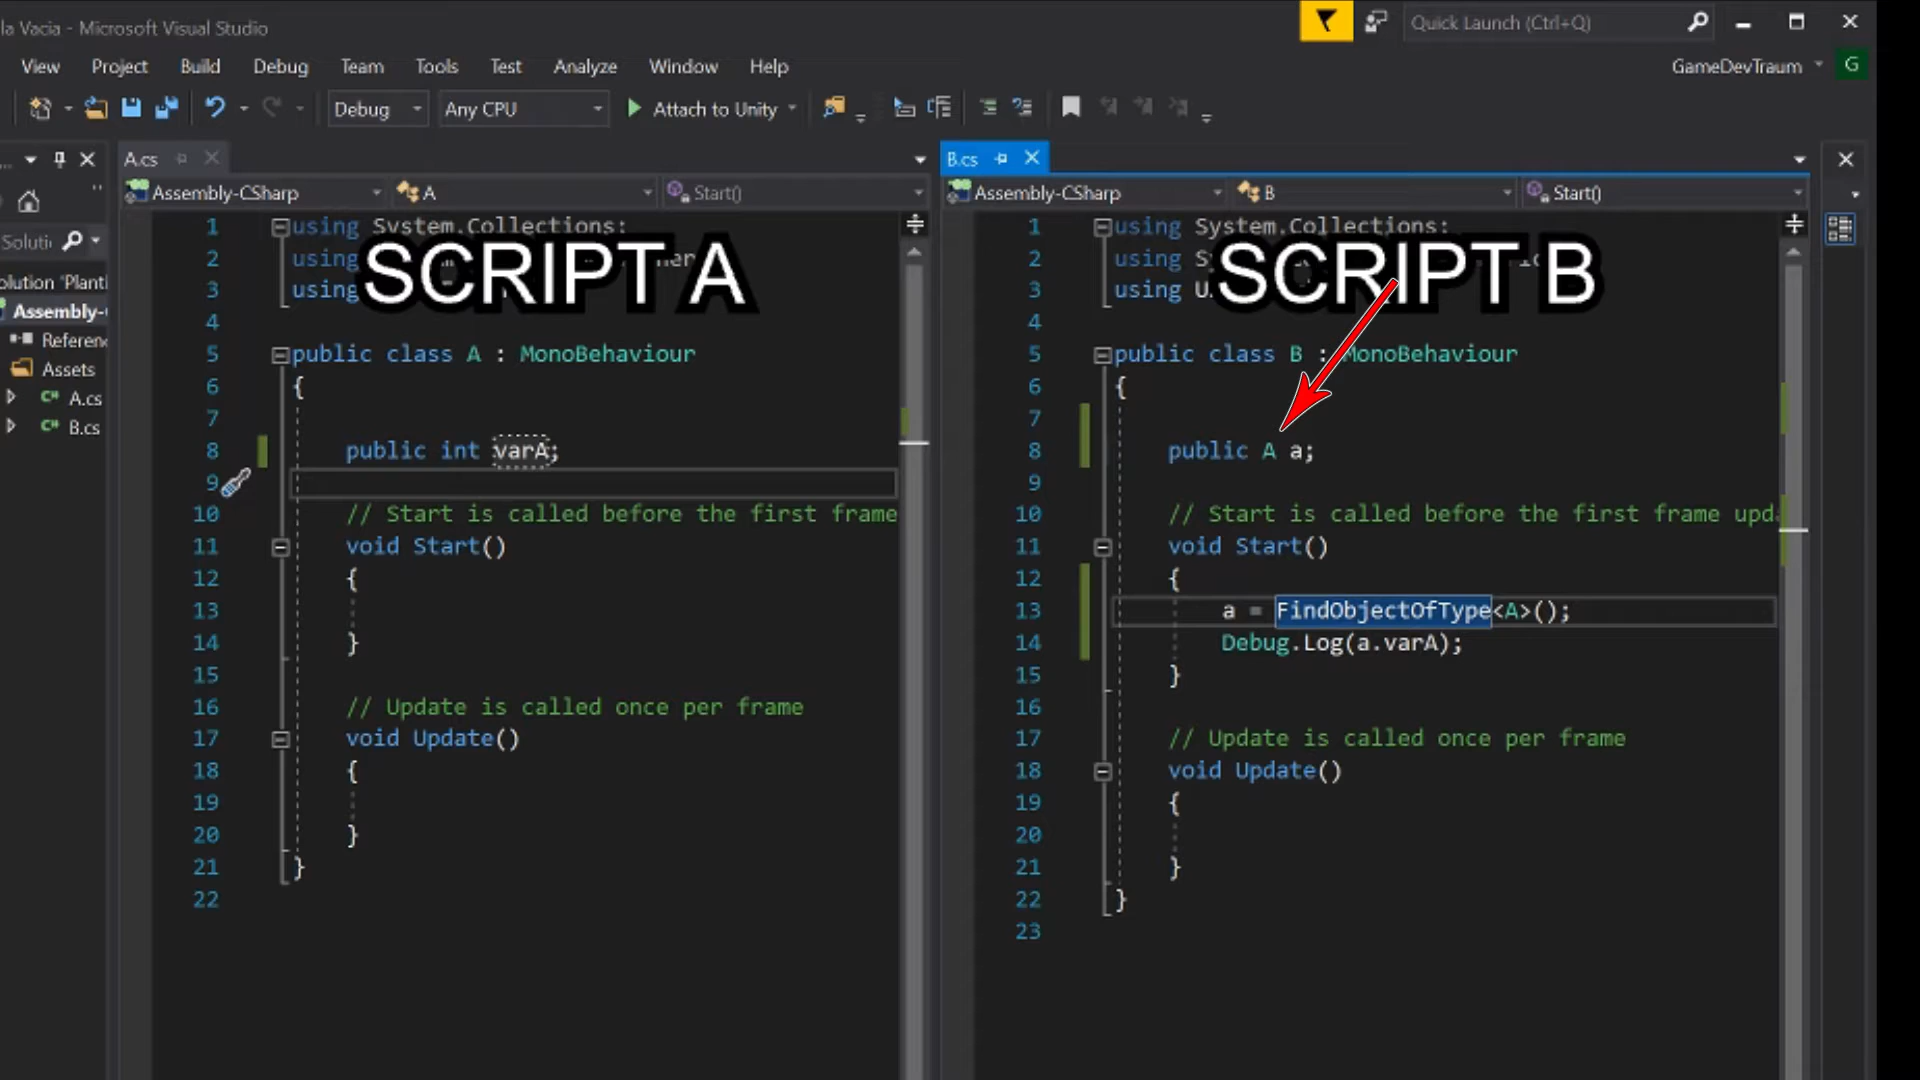 la Vacia - Microsoft Visual Studio
Quick Launch (Ctrl+Q)
View Project Build Debug Team Tools Test Analyze Window Help
GameDevTraum
G
Debug
Any CPU
Attach to Unity
A.cs
Assembly-CSharp
A
Start()
B.cs
Assembly-CSharp
B
Start()
Soluti
olution 'Plant
Assembly-
Referen
Assets
C# A.cs
C# B.cs
SCRIPT A
1 using System.Collections;
2 using
3 using
4
5 public class A : MonoBehaviour
6 {
7
8 public int varA;
9
10 // Start is called before the first frame
11 void Start()
12 {
13
14 }
15
16 // Update is called once per frame
17 void Update()
18 {
19
20 }
21 }
22
SCRIPT B
1 using System.Collections;
2 using
3 using
4
5 public class B : MonoBehaviour
6 {
7
8 public A a;
9
10 // Start is called before the first frame upd
11 void Start()
12 {
13 a = FindObjectOfType<A>();
14 Debug.Log(a.varA);
15 }
16
17 // Update is called once per frame
18 void Update()
19 {
20
21 }
22 }
23